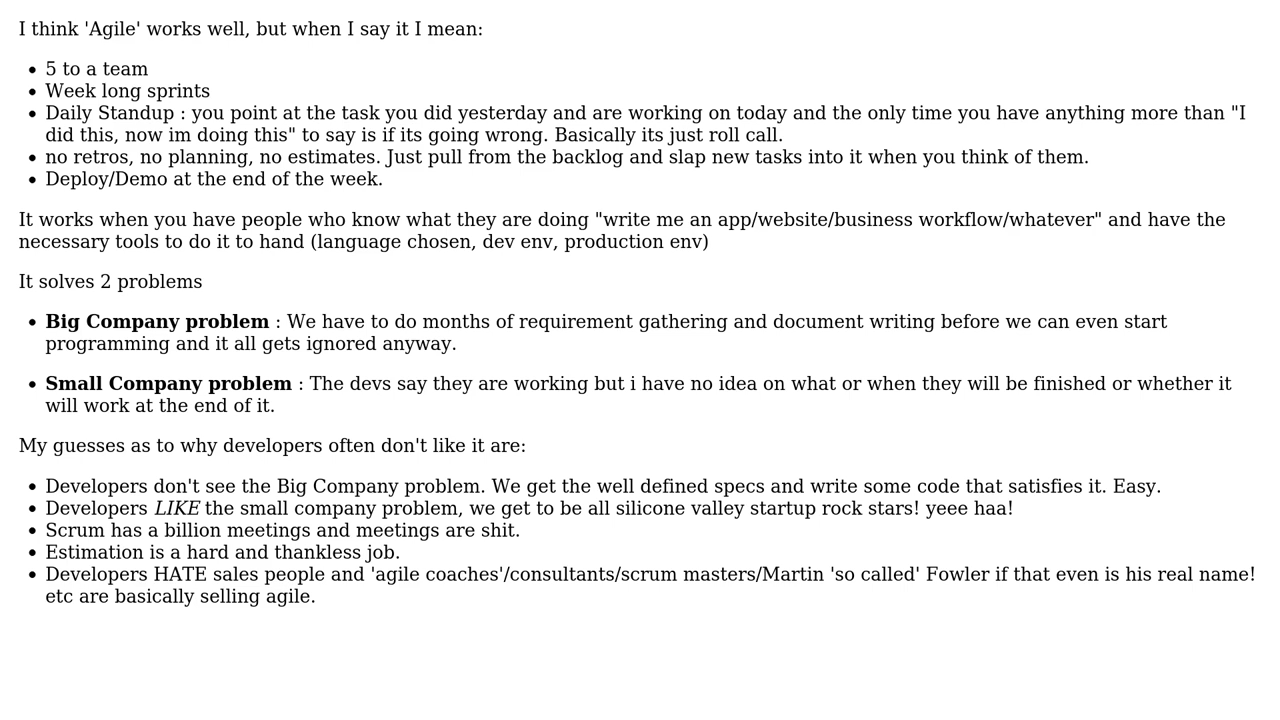 I think 'Agile' works well, but when I say it I mean:
• 5 to a team
• Week long sprints
• Daily Standup : you point at the task you did yesterday and are working on today and the only time you have anything more than "I
did this, now im doing this" to say is if its going wrong. Basically its just roll call.
• no retros, no planning, no estimates. Just pull from the backlog and slap new tasks into it when you think of them.
• Deploy/Demo at the end of the week.
It works when you have people who know what they are doing "write me an app/website/business workflow/whatever" and have the
necessary tools to do it to hand (language chosen, dev env, production env)
It solves 2 problems
• Big Company problem : We have to do months of requirement gathering and document writing before we can even start
programming and it all gets ignored anyway.
• Small Company problem : The devs say they are working but i have no idea on what or when they will be finished or whether it
will work at the end of it.
My guesses as to why developers often don't like it are:
• Developers don't see the Big Company problem. We get the well defined specs and write some code that satisfies it. Easy.
• Developers LIKE the small company problem, we get to be all silicone valley startup rock stars! yeee haa!
• Scrum has a billion meetings and meetings are shit.
• Estimation is a hard and thankless job.
• Developers HATE sales people and 'agile coaches'/consultants/scrum masters/Martin 'so called' Fowler if that even is his real name!
etc are basically selling agile.